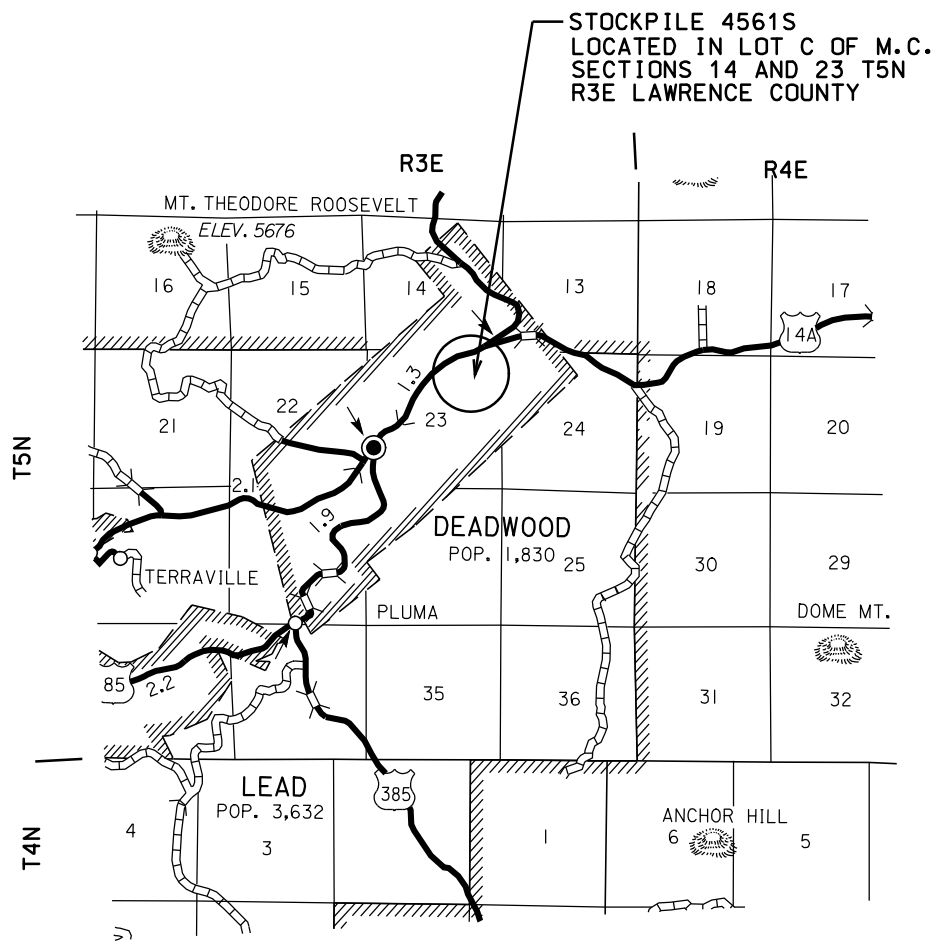 STOCKPILE 4561S
LOCATED IN LOT C OF M.C.
SECTIONS 14 AND 23 T5N
R3E LAWRENCE COUNTY
R3E
R4E
MT. THEODORE ROOSEVELT
ELEV. 5676
16
15
14
13
18
17
14A
1.3
21
22
23
24
19
20
T5N
2.1
1.9
DEADWOOD
POP. 1,830
25
30
29
TERRAVILLE
PLUMA
DOME MT.
85
2.2
35
36
31
32
LEAD
POP. 3,632
385
ANCHOR HILL
T4N
4
3
1
6
5